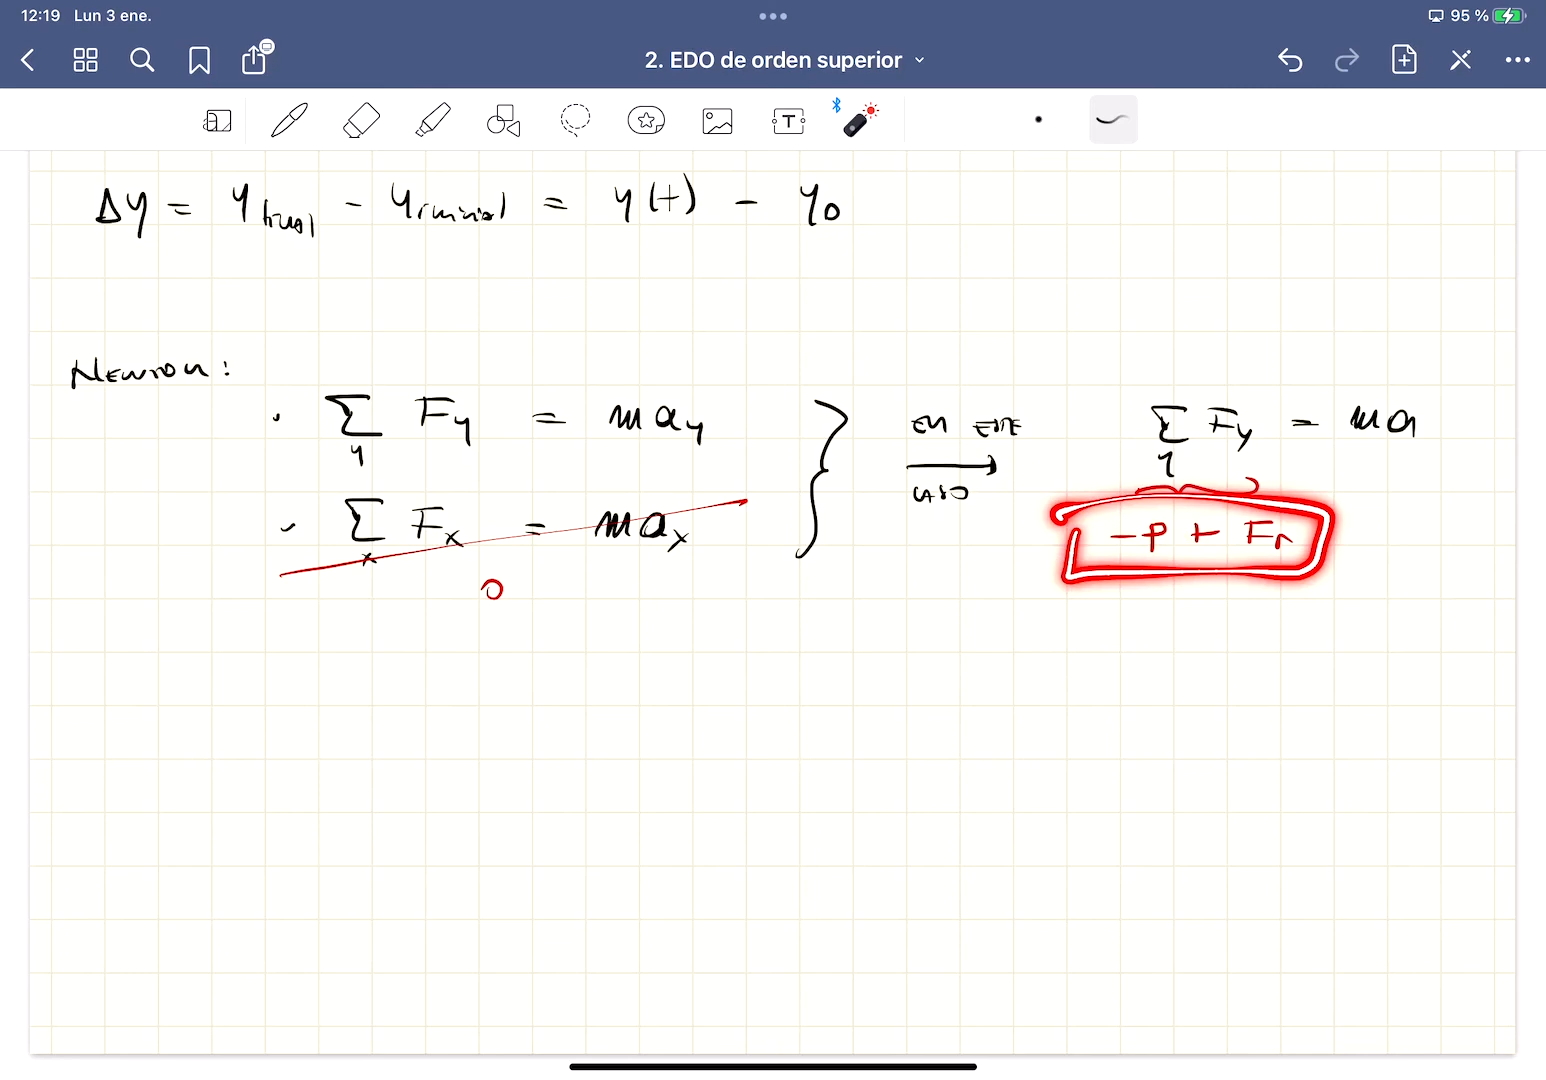 12:19 Lun 3 ene.
95 %
2. EDO de orden superior
T
Δy = y final - y inicial = y(t) - y0
NEWTON:
· ∑y Fy = m ay
· ∑x Fx = m ax
0
EN ESTE CASO
∑y Fy = ma
-P + Fr